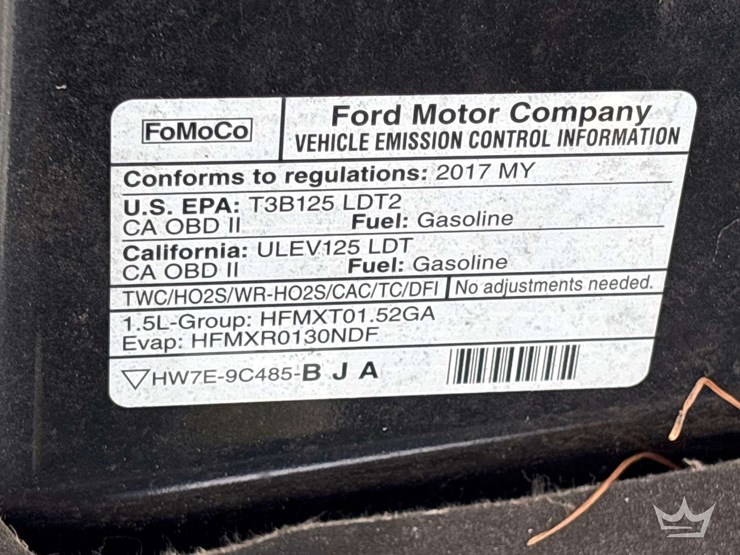 FoMoCo
Ford Motor Company
VEHICLE EMISSION CONTROL INFORMATION
Conforms to regulations: 2017 MY
U.S. EPA: T3B125 LDT2
CA OBD II Fuel: Gasoline
California: ULEV125 LDT
CA OBD II Fuel: Gasoline
TWC/HO2S/WR-HO2S/CAC/TC/DFI No adjustments needed.
1.5L-Group: HFMXT01.52GA
Evap: HFMXR0130NDF
HW7E-9C485-B J A